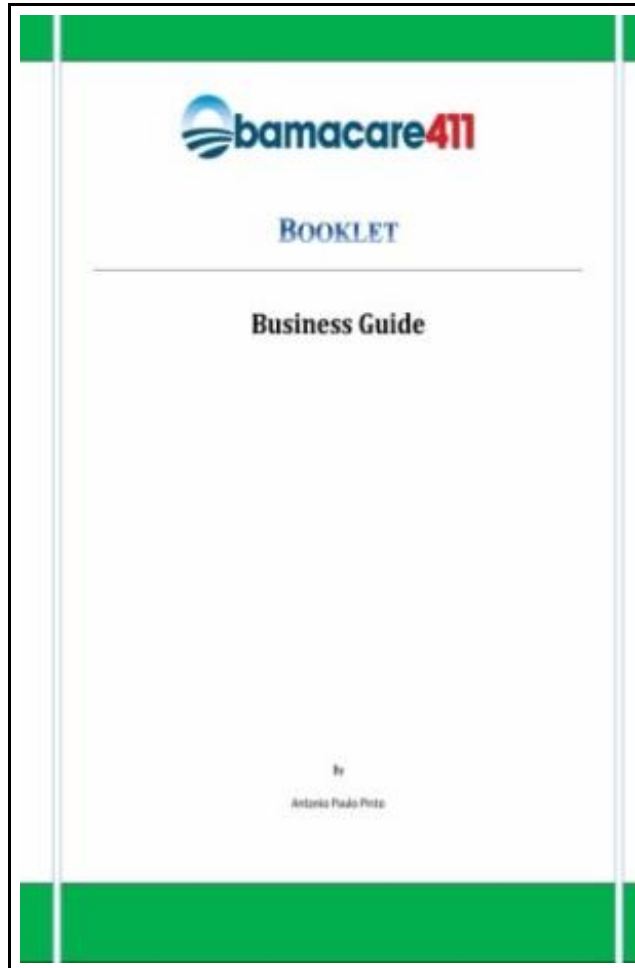 Obamacare411
BOOKLET
Business Guide
By
Antonio Paulo Pinto